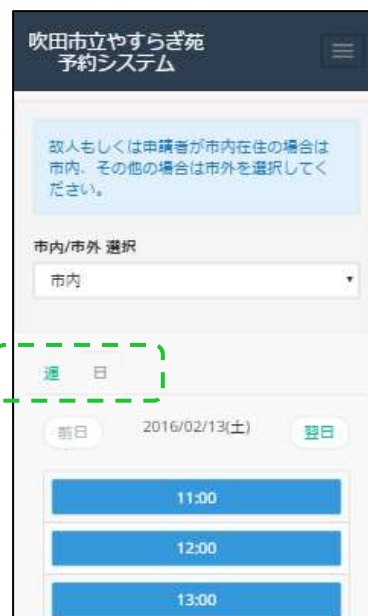 吹田市立やすらぎ苑
予約システム
故人もしくは申請者が市内在住の場合は
市内、その他の場合は市外を選択してく
ださい。
市内/市外 選択
市内
週 日
前日 2016/02/13(土) 翌日
11:00
12:00
13:00